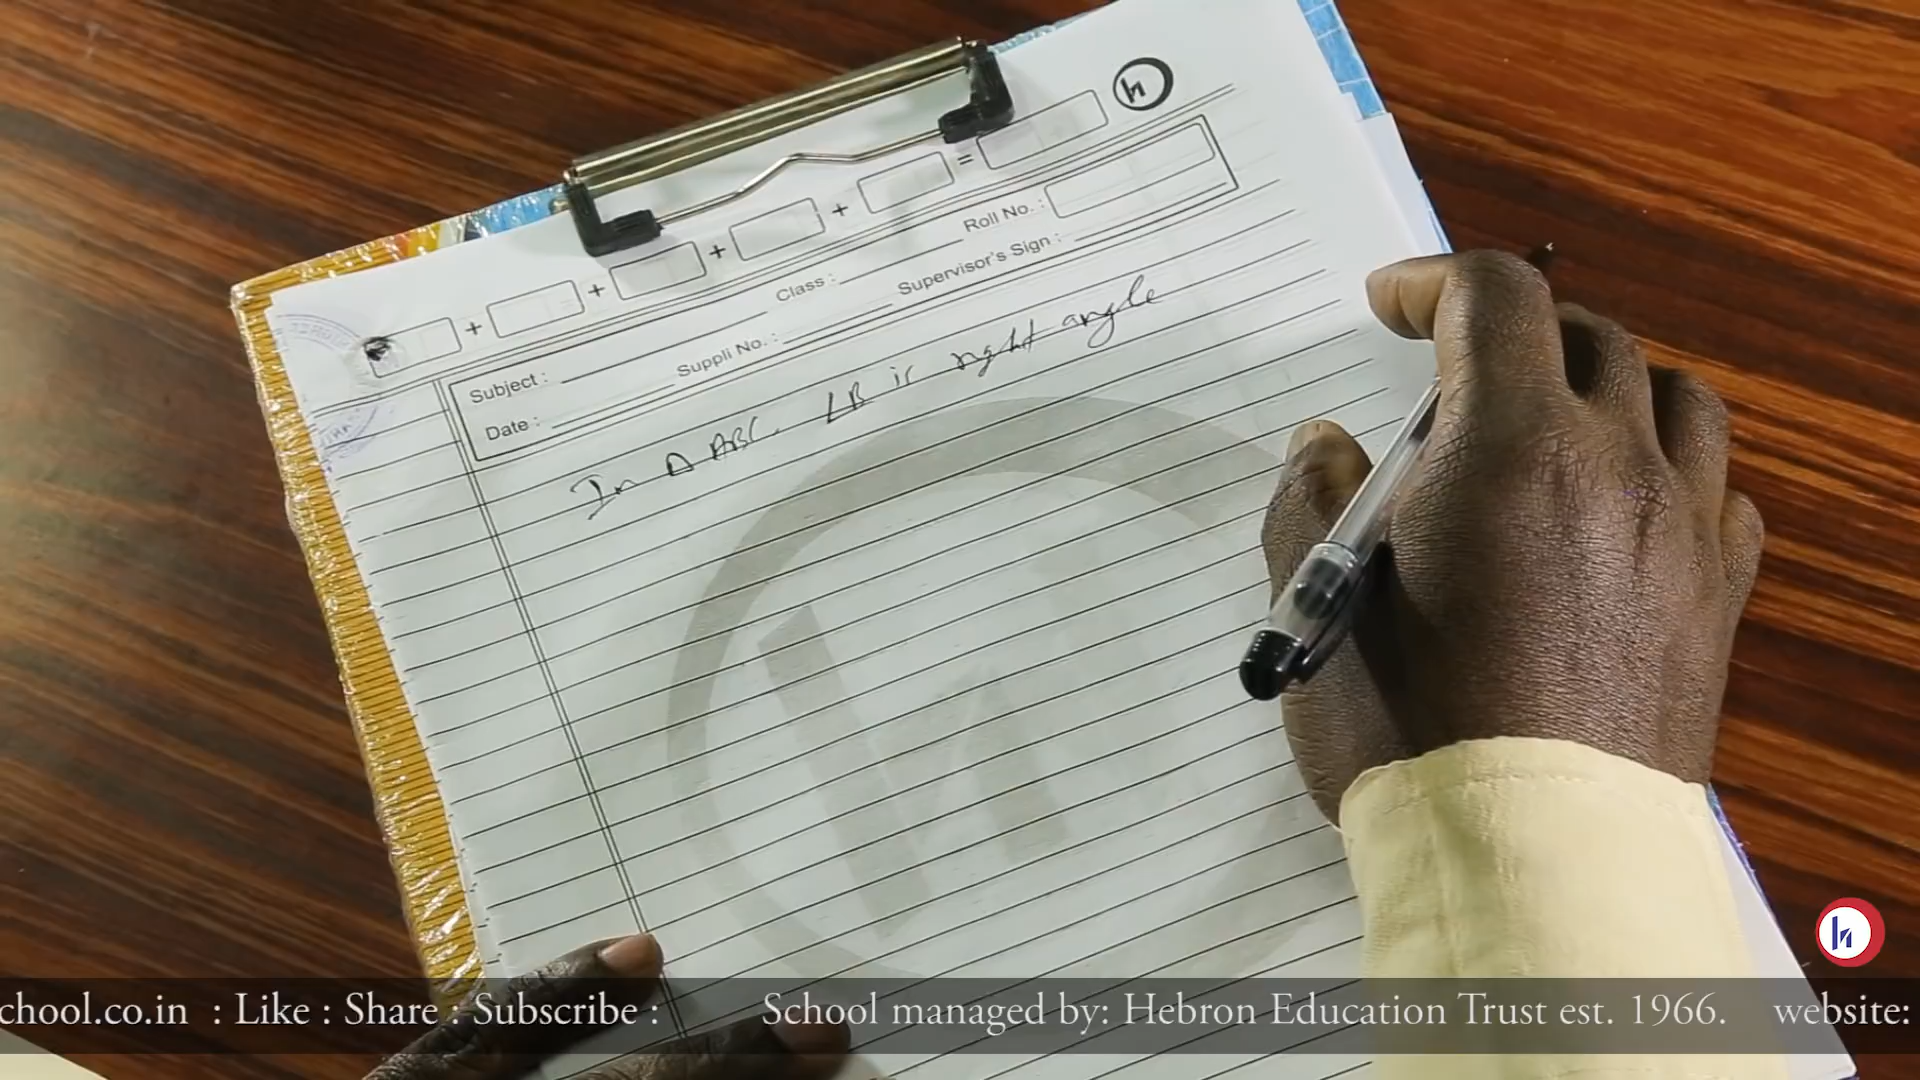 h
+ + + + =
Subject : Class : Roll No. :
Date : Suppli No. : Supervisor's Sign :
In Δ ABC. ∠B is right angle
h
chool.co.in : Like : Share : Subscribe : School managed by: Hebron Education Trust est. 1966. website: